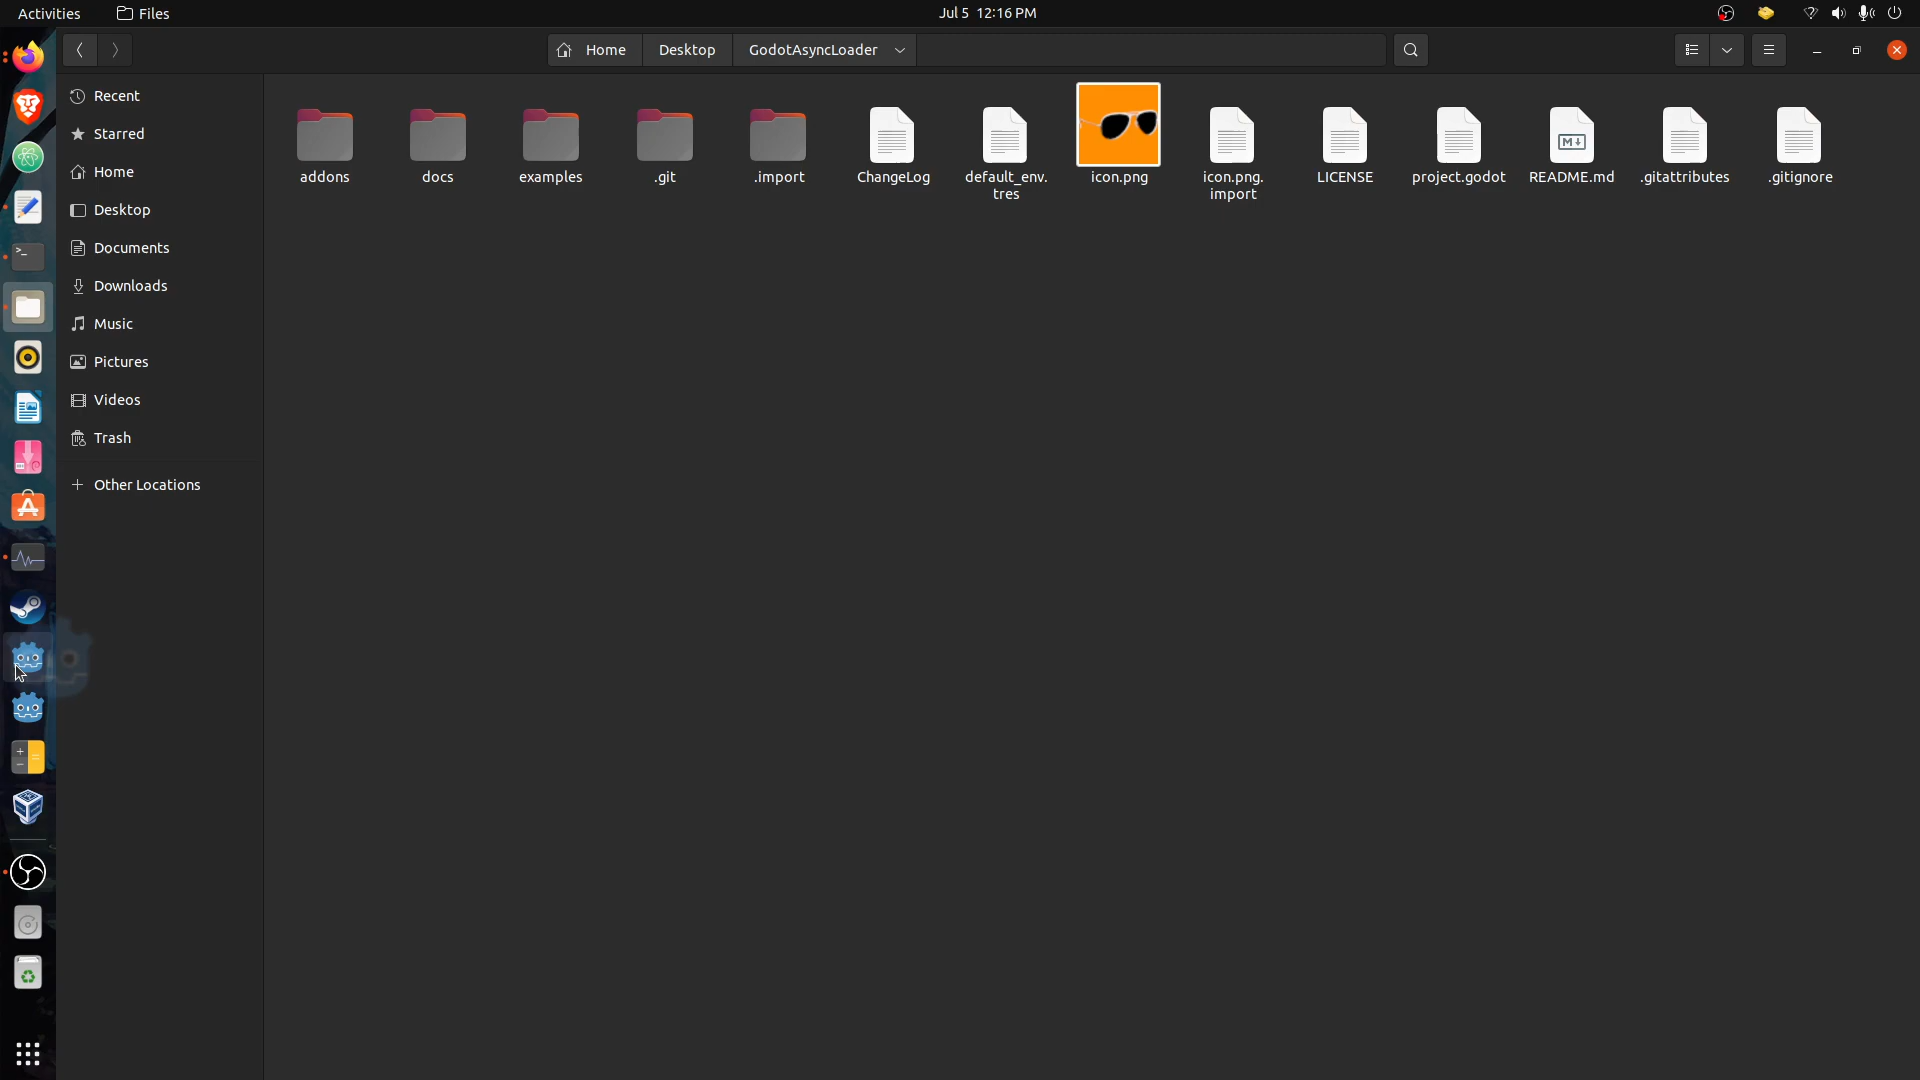 Activities
Files
Jul 5 12:16 PM
Home
Desktop
GodotAsyncLoader
Recent
Starred
Home
Desktop
Documents
Downloads
Music
Pictures
Videos
Trash
Other Locations
addons
docs
examples
.git
.import
ChangeLog
default_env.
tres
icon.png
icon.png.
import
LICENSE
project.godot
README.md
.gitattributes
.gitignore